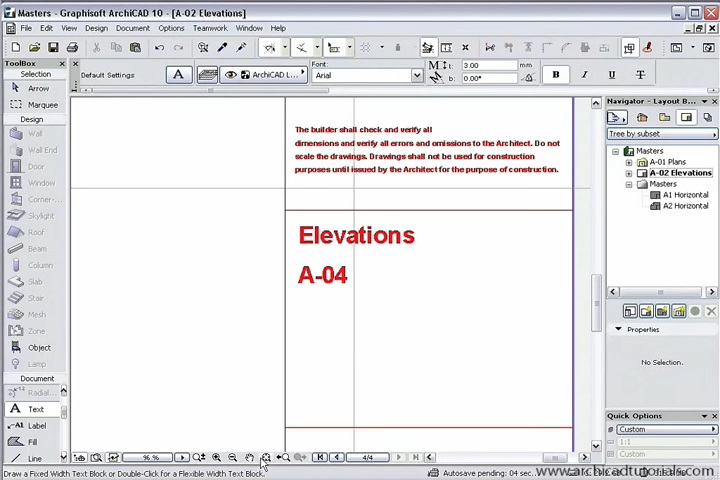 Masters - Graphisoft ArchiCAD 10 - [A-02 Elevations]
File Edit View Design Document Options Teamwork Window Help
ToolBox
Selection
Arrow
Marquee
Design
Wall
Wall End
Door
Window
Corner-...
Skylight
Roof
Beam
Column
Slab
Stair
Mesh
Zone
Object
Lamp
Document
Radial...
Text
Label
Fill
Line
Default Settings
ArchiCAD L...
Font:
Arial
t: 3.00 mm
b: 0.00°
B I U T
The builder shall check and verify all
dimensions and verify all errors and omissions to the Architect. Do not
scale the drawings. Drawings shall not be used for construction
purposes until issued by the Architect for the purpose of construction.
Elevations
A-04
Navigator - Layout B...
Tree by subset
Masters
A-01 Plans
A-02 Elevations
Masters
A1 Horizontal
A2 Horizontal
Properties
No Selection.
Quick Options
Custom
1:1
Custom
96 %
4/4
Draw a Fixed Width Text Block or Double-Click for a Flexible Width Text Block.
Autosave pending: 04 sec...
www.archicadtutorials.com